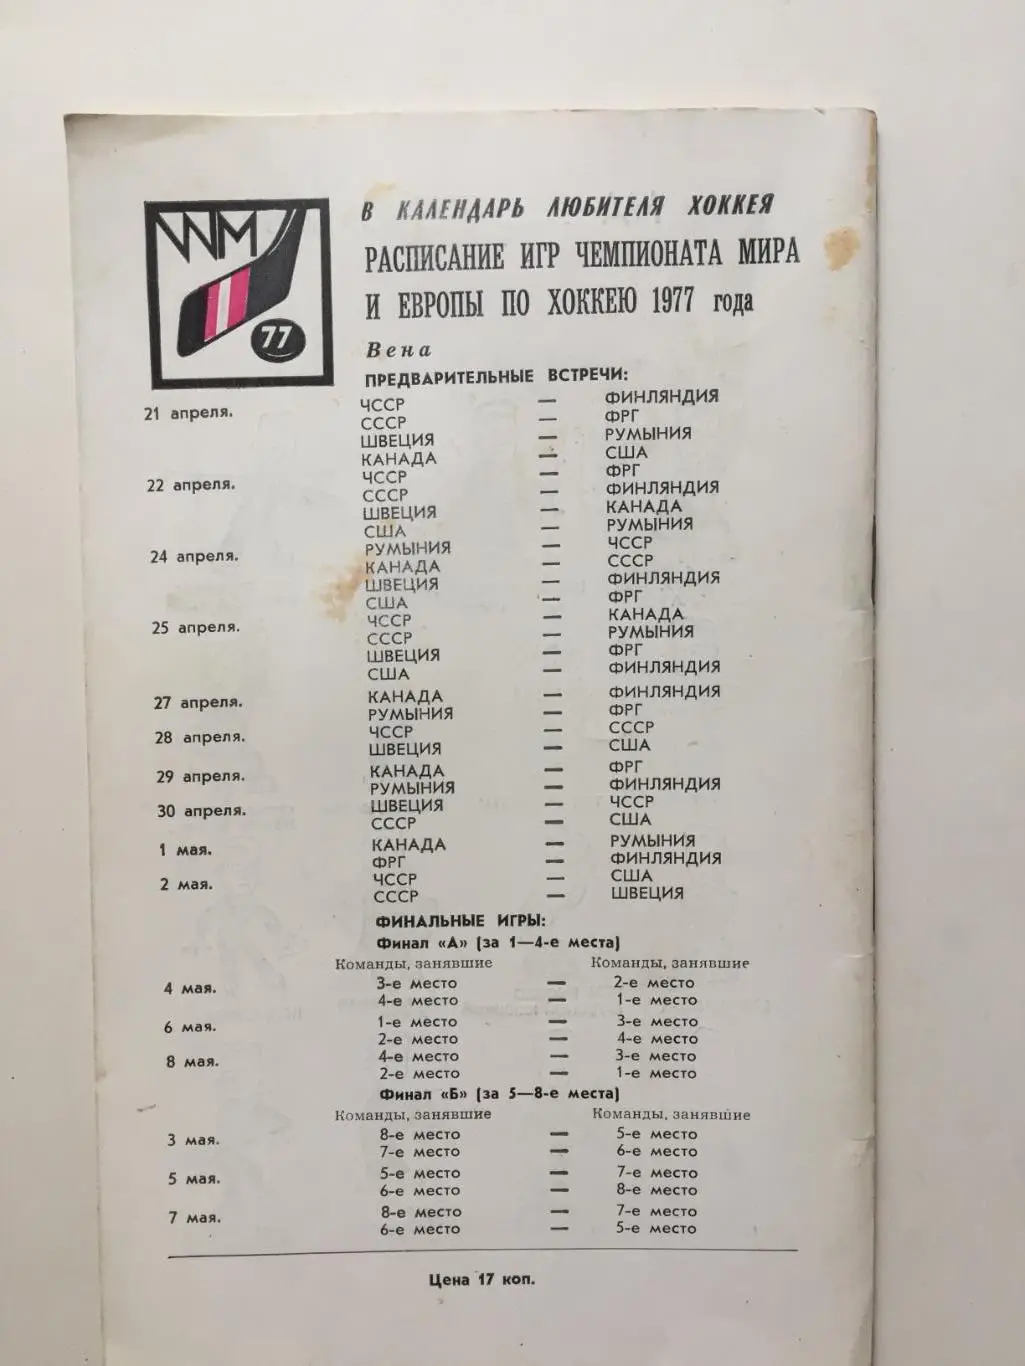 WM
77
В КАЛЕНДАРЬ ЛЮБИТЕЛЯ ХОККЕЯ
РАСПИСАНИЕ ИГР ЧЕМПИОНАТА МИРА
И ЕВРОПЫ ПО ХОККЕЮ 1977 года
Вена
ПРЕДВАРИТЕЛЬНЫЕ ВСТРЕЧИ:
21 апреля. ЧССР — ФИНЛЯНДИЯ
СССР — ФРГ
ШВЕЦИЯ — РУМЫНИЯ
КАНАДА — США
22 апреля. ЧССР — ФРГ
СССР — ФИНЛЯНДИЯ
ШВЕЦИЯ — КАНАДА
США — РУМЫНИЯ
24 апреля. РУМЫНИЯ — ЧССР
КАНАДА — СССР
ШВЕЦИЯ — ФИНЛЯНДИЯ
США — ФРГ
25 апреля. ЧССР — КАНАДА
СССР — РУМЫНИЯ
ШВЕЦИЯ — ФРГ
США — ФИНЛЯНДИЯ
27 апреля. КАНАДА — ФИНЛЯНДИЯ
РУМЫНИЯ — ФРГ
28 апреля. ЧССР — СССР
ШВЕЦИЯ — США
29 апреля. КАНАДА — ФРГ
РУМЫНИЯ — ФИНЛЯНДИЯ
30 апреля. ШВЕЦИЯ — ЧССР
СССР — США
1 мая. КАНАДА — РУМЫНИЯ
ФРГ — ФИНЛЯНДИЯ
2 мая. ЧССР — США
СССР — ШВЕЦИЯ
ФИНАЛЬНЫЕ ИГРЫ:
Финал «А» (за 1—4-е места)
Команды, занявшие Команды, занявшие
4 мая. 3-е место — 2-е место
4-е место — 1-е место
6 мая. 1-е место — 3-е место
2-е место — 4-е место
8 мая. 4-е место — 3-е место
2-е место — 1-е место
Финал «Б» (за 5—8-е места)
Команды, занявшие Команды, занявшие
3 мая. 8-е место — 5-е место
7-е место — 6-е место
5 мая. 5-е место — 7-е место
6-е место — 8-е место
7 мая. 8-е место — 7-е место
6-е место — 5-е место
Цена 17 коп.